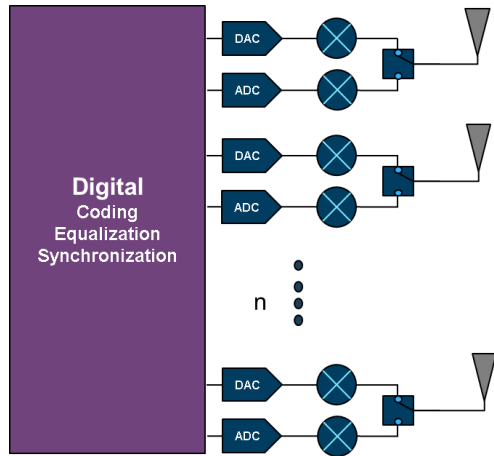 DAC
ADC
DAC
ADC
Digital
Coding
Equalization
Synchronization
n
DAC
ADC